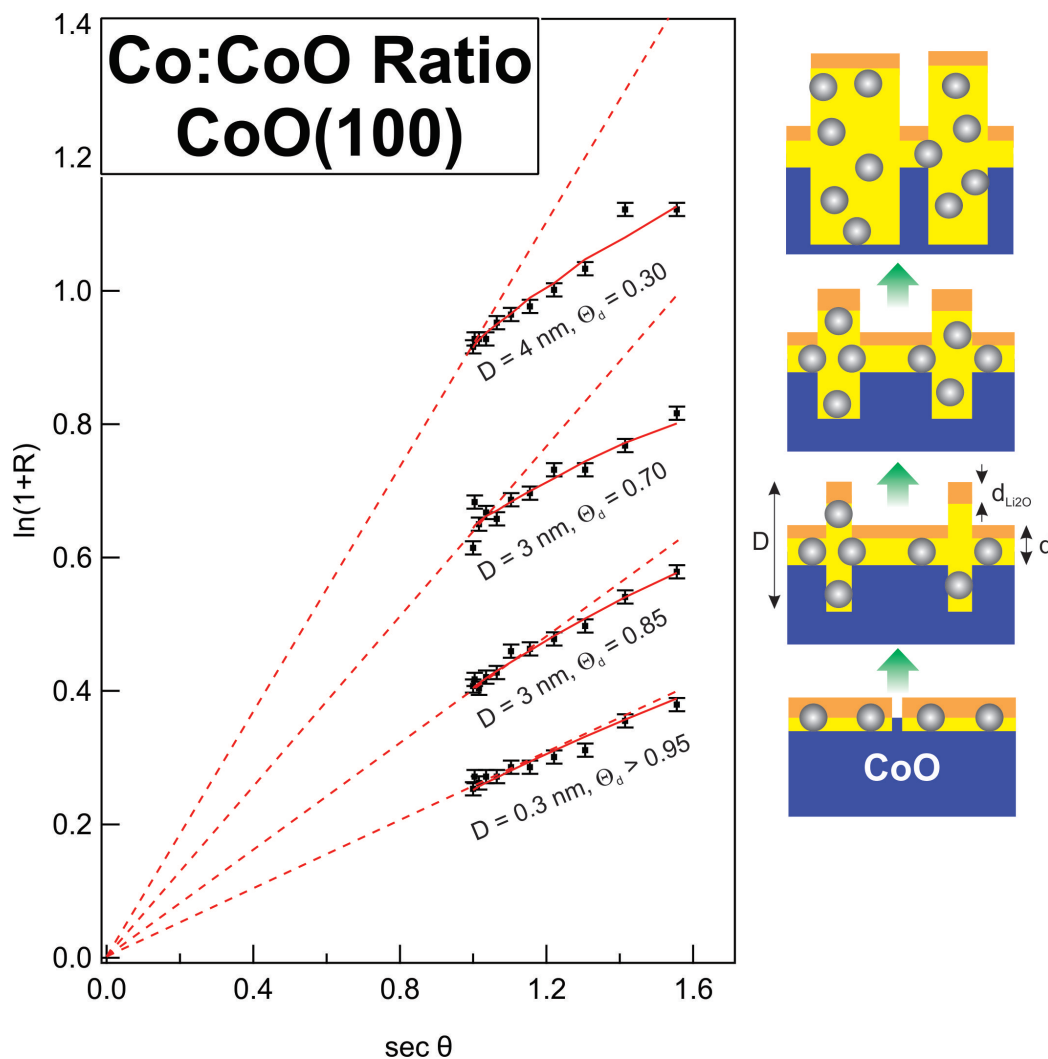 Co:CoO Ratio
CoO(100)
1.4
1.2
1.0
0.8
0.6
0.4
0.2
0.0
ln(1+R)
0.0
0.4
0.8
1.2
1.6
sec θ
D = 4 nm, Θd = 0.30
D = 3 nm, Θd = 0.70
D = 3 nm, Θd = 0.85
D = 0.3 nm, Θd > 0.95
D
dLi2O
CoO